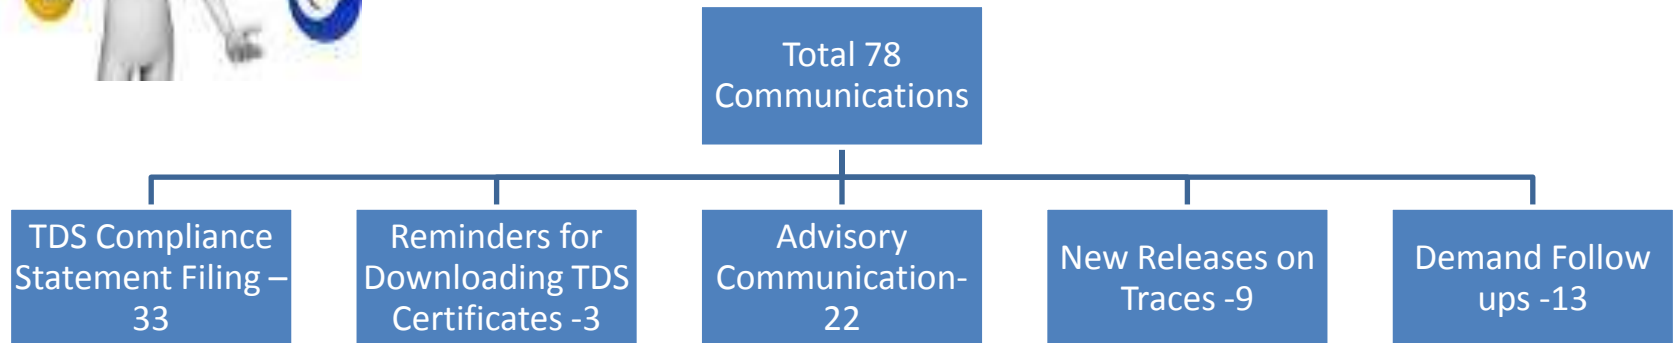 Total 78
Communications
TDS Compliance
Statement Filing –
33
Reminders for
Downloading TDS
Certificates -3
Advisory
Communication-
22
New Releases on
Traces -9
Demand Follow
ups -13